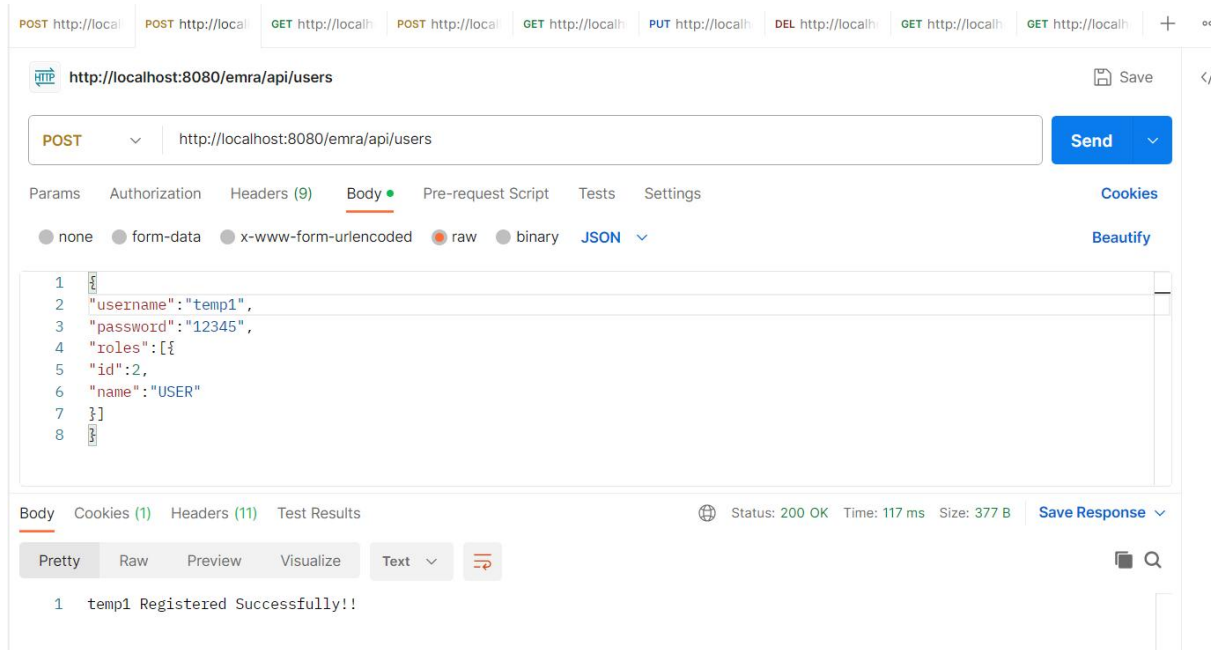 POST http://local POST http://local GET http://localh POST http://local GET http://localh PUT http://localh DEL http://localh GET http://localh GET http://localh +
HTTP http://localhost:8080/emra/api/users Save </
POST http://localhost:8080/emra/api/users Send
Params Authorization Headers (9) Body Pre-request Script Tests Settings Cookies
none form-data x-www-form-urlencoded raw binary JSON Beautify
1 {
2 "username":"temp1",
3 "password":"12345",
4 "roles":[{
5 "id":2,
6 "name":"USER"
7 }]
8 }
Body Cookies (1) Headers (11) Test Results Status: 200 OK Time: 117 ms Size: 377 B Save Response
Pretty Raw Preview Visualize Text
1 temp1 Registered Successfully!!